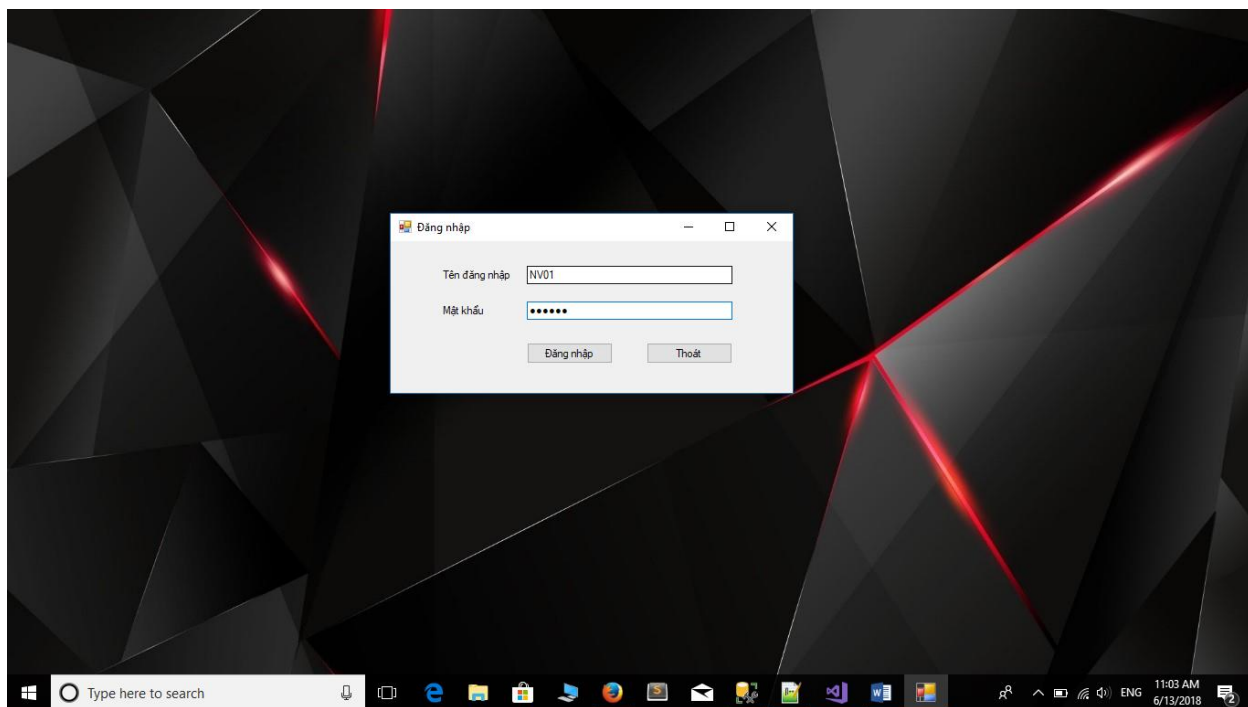 Đăng nhập
Tên đăng nhập NV01
Mật khẩu ••••••
Đăng nhập Thoát
Type here to search
ENG
11:03 AM
6/13/2018
2